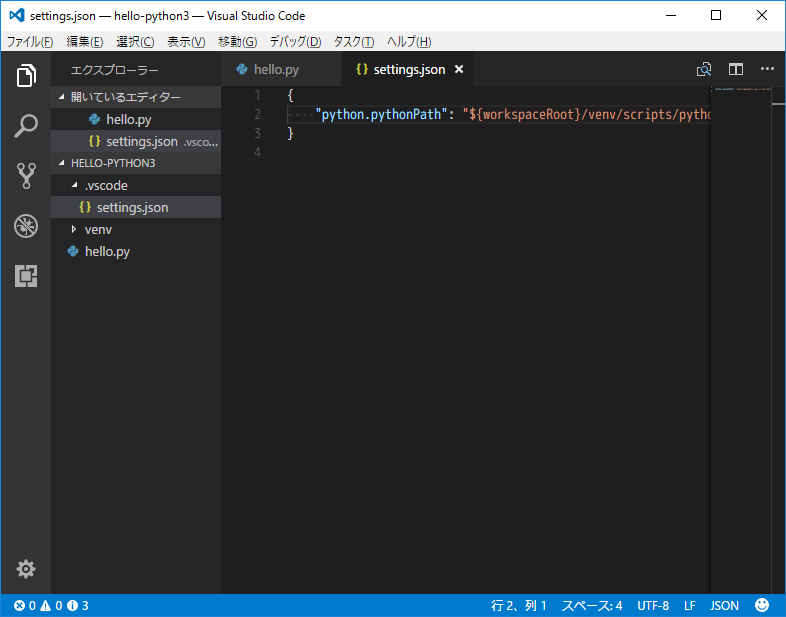 settings.json — hello-python3 — Visual Studio Code
ファイル(F) 編集(E) 選択(C) 表示(V) 移動(G) デバッグ(D) タスク(T) ヘルプ(H)
エクスプローラー
hello.py
settings.json
開いているエディター
hello.py
settings.json .vsco...
HELLO-PYTHON3
.vscode
settings.json
venv
hello.py
1 {
2 "python.pythonPath": "${workspaceRoot}/venv/scripts/pytho
3 }
4
0 0 3 行 2、列 1 スペース: 4 UTF-8 LF JSON